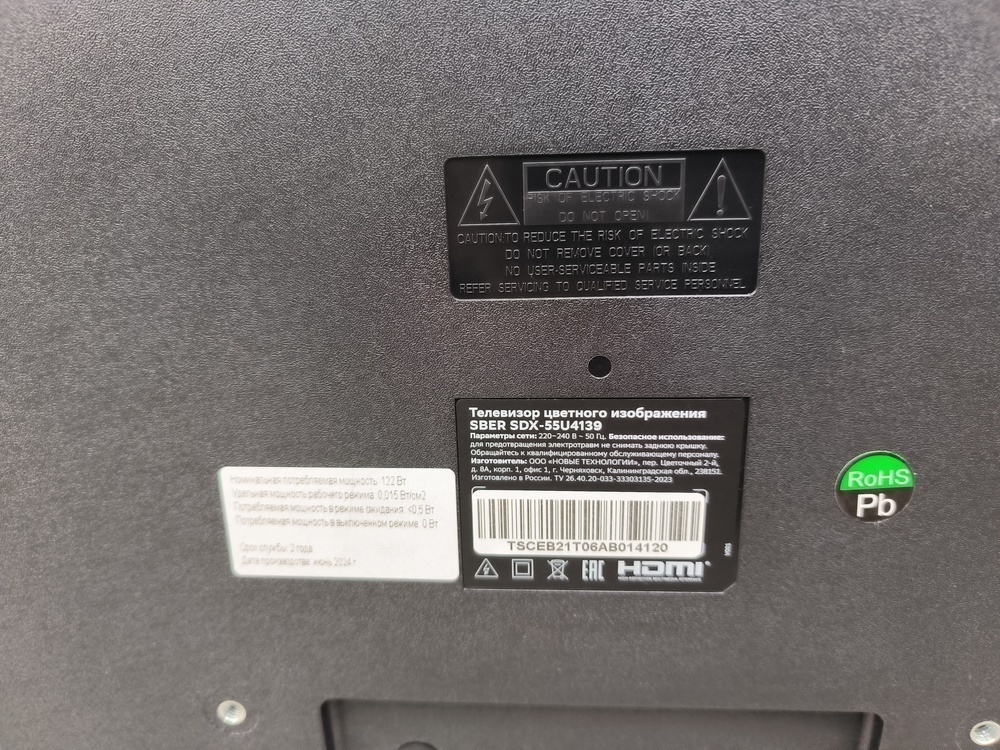 CAUTION
RISK OF ELECTRIC SHOCK
DO NOT OPEN!
CAUTION:TO REDUCE THE RISK OF ELECTRIC SHOCK
DO NOT REMOVE COVER (OR BACK)
NO USER-SERVICEABLE PARTS INSIDE
REFER SERVICING TO QUALIFIED SERVICE PERSONNEL
Телевизор цветного изображения
SBER SDX-55U4139
Параметры сети: 220~240 В ~ 50 Гц. Безопасное использование:
для предотвращения электротравм не снимать заднюю крышку.
Обращайтесь к квалифицированному обслуживающему персоналу.
Изготовитель: ООО «НОВЫЕ ТЕХНОЛОГИИ», пер. Цветочный 2-й,
д. 8А, корп. 1, офис 1, г. Черняховск, Калининградская обл., 238151.
Изготовлено в России. ТУ 26.40.20-033-33303135-2023
TSCEB21T06AB014120
EAC HDMI
HIGH-DEFINITION MULTIMEDIA INTERFACE
Номинальная потребляемая мощность: 122 Вт
Удельная мощность рабочего режима: 0,015 Вт/см2
Потребляемая мощность в режиме ожидания: <0,5 Вт
Потребляемая мощность в выключенном режиме: 0 Вт
Срок службы: 2 года
Дата производства: июнь 2024 г
RoHS
Pb